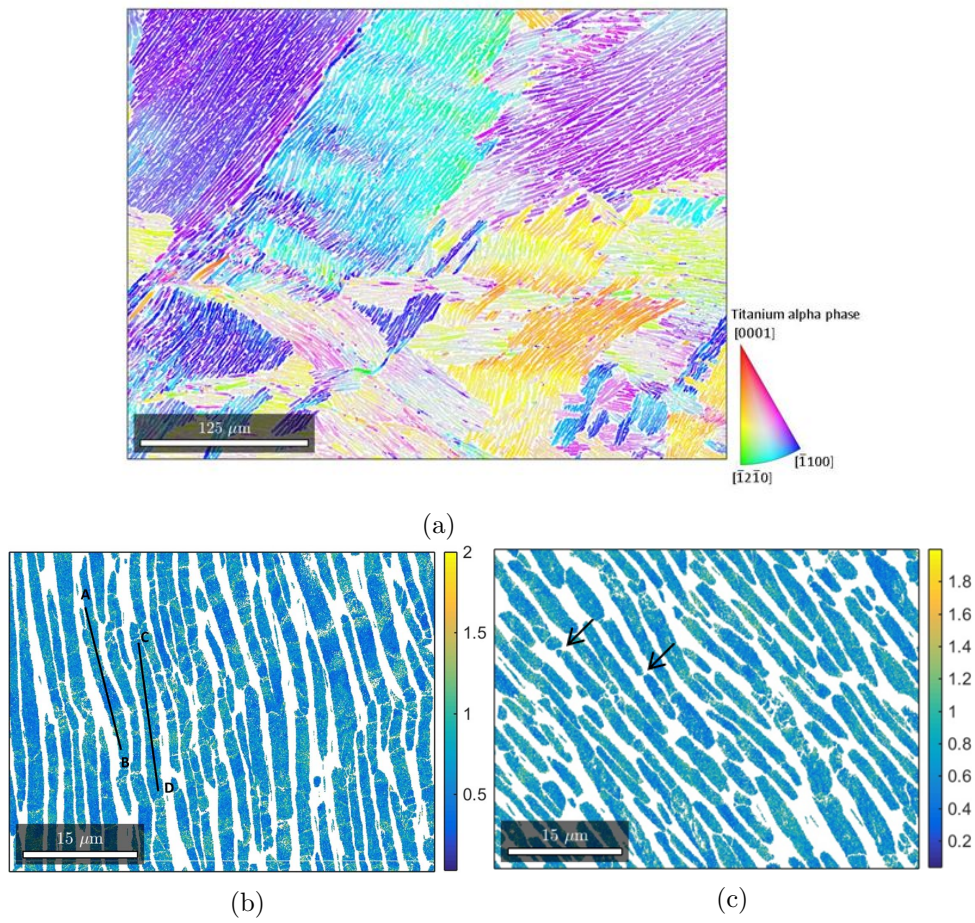 Titanium alpha phase
[0001]
125 μm
[1̄100]
[1̄21̄0]
(a)
A
C
B
D
15 μm
2
1.5
1
0.5
(b)
15 μm
1.8
1.6
1.4
1.2
1
0.8
0.6
0.4
0.2
(c)